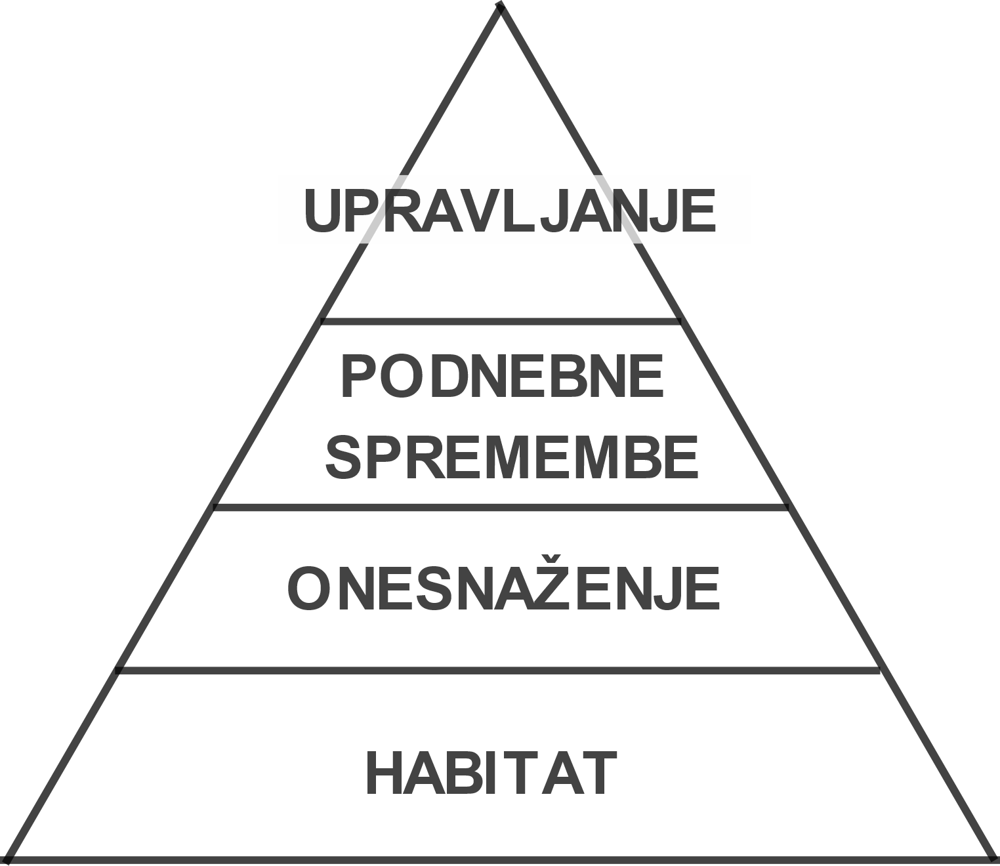 UPRAVLJANJE
PODNEBNE
SPREMEMBE
ONESNAŽENJE
HABITAT